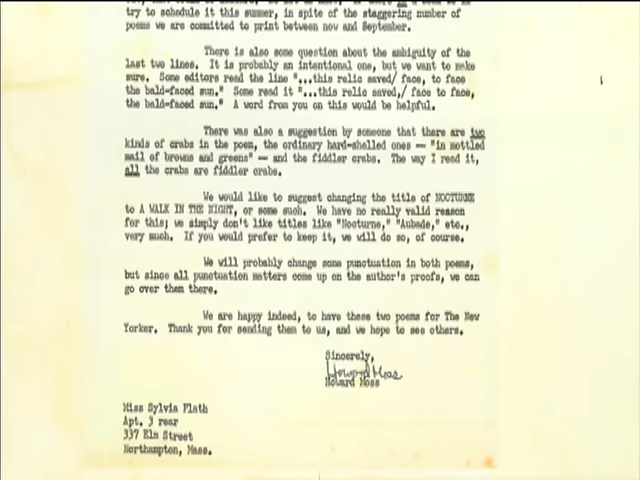 try to schedule it this summer, in spite of the staggering number of
poems we are committed to print between now and September.
There is also some question about the ambiguity of the
last two lines. It is probably an intentional one, but we want to make
sure. Some editors read the line "...this relic saved/ face, to face
the bald-faced sun." Some read it "...this relic saved,/ face to face,
the bald-faced sun." A word from you on this would be helpful.
There was also a suggestion by someone that there are two
kinds of crabs in the poem, the ordinary hard-shelled ones — "in mottled
mail of browns and greens" — and the fiddler crabs. The way I read it,
all the crabs are fiddler crabs.
We would like to suggest changing the title of NOCTURNE
to A WALK IN THE NIGHT, or some such. We have no really valid reason
for this; we simply don't like titles like "Nocturne," "Aubade," etc.,
very much. If you would prefer to keep it, we will do so, of course.
We will probably change some punctuation in both poems,
but since all punctuation matters come up on the author's proofs, we can
go over them there.
We are happy indeed, to have these two poems for The New
Yorker. Thank you for sending them to us, and we hope to see others.
Sincerely,
Howard Moss
Howard Moss
Miss Sylvia Plath
Apt. 3 rear
337 Elm Street
Northampton, Mass.